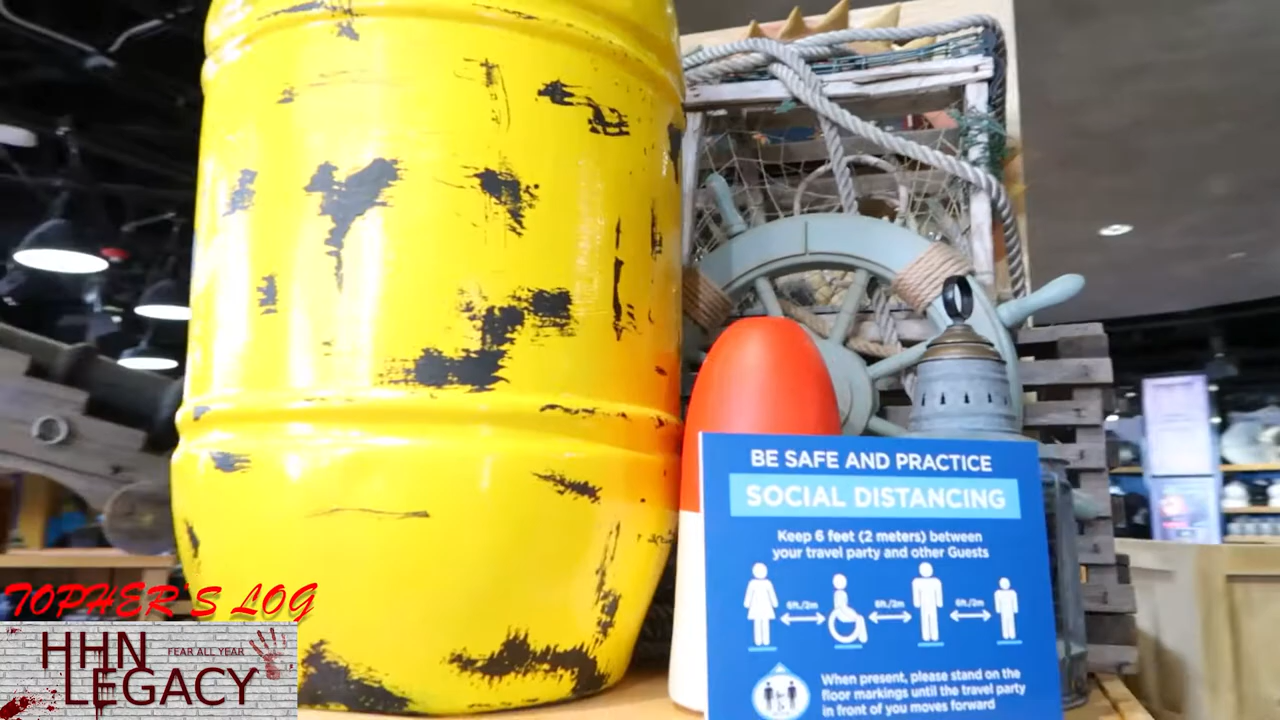 BE SAFE AND PRACTICE
SOCIAL DISTANCING
Keep 6 feet (2 meters) between
your travel party and other Guests
6ft./2m 6ft./2m 6ft./2m
When present, please stand on the
floor markings until the travel party
in front of you moves forward
TOPHER'S LOG
HHN
FEAR ALL YEAR
LEGACY